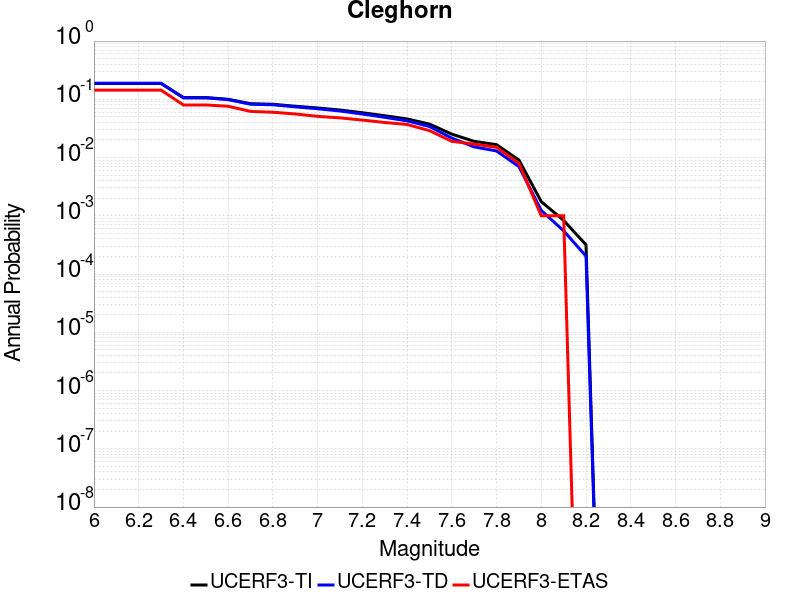 Cleghorn
10^0
10^-1
10^-2
10^-3
10^-4
10^-5
10^-6
10^-7
10^-8
Annual Probability
6 6.2 6.4 6.6 6.8 7 7.2 7.4 7.6 7.8 8 8.2 8.4 8.6 8.8 9
Magnitude
UCERF3-TI UCERF3-TD UCERF3-ETAS